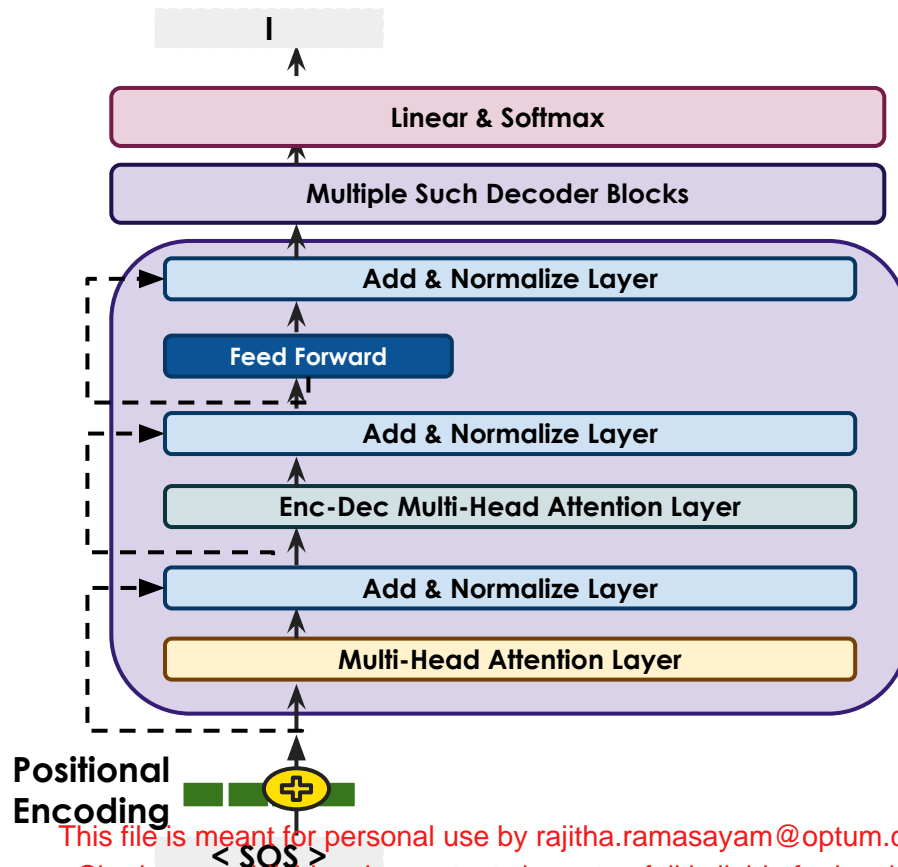 I
Linear & Softmax
Multiple Such Decoder Blocks
Add & Normalize Layer
Feed Forward
Add & Normalize Layer
Enc-Dec Multi-Head Attention Layer
Add & Normalize Layer
Multi-Head Attention Layer
Positional
Encoding
This file is meant for personal use by rajitha.ramasayam@optum.c
< SOS >